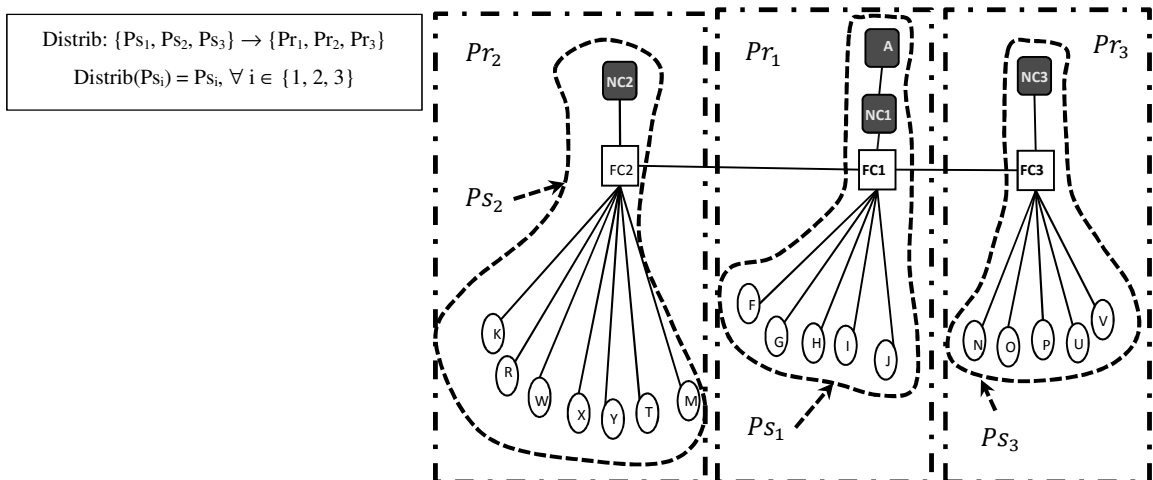 Distrib: {Ps₁, Ps₂, Ps₃} → {Pr₁, Pr₂, Pr₃}
Distrib(Psᵢ) = Psᵢ, ∀ i ∈ {1, 2, 3}
Pr₂
Pr₁
Pr₃
A
NC2
NC1
NC3
FC2
FC1
FC3
Ps₂
F
G
H
I
J
K
R
W
X
Y
T
M
N
O
P
U
V
Ps₁
Ps₃